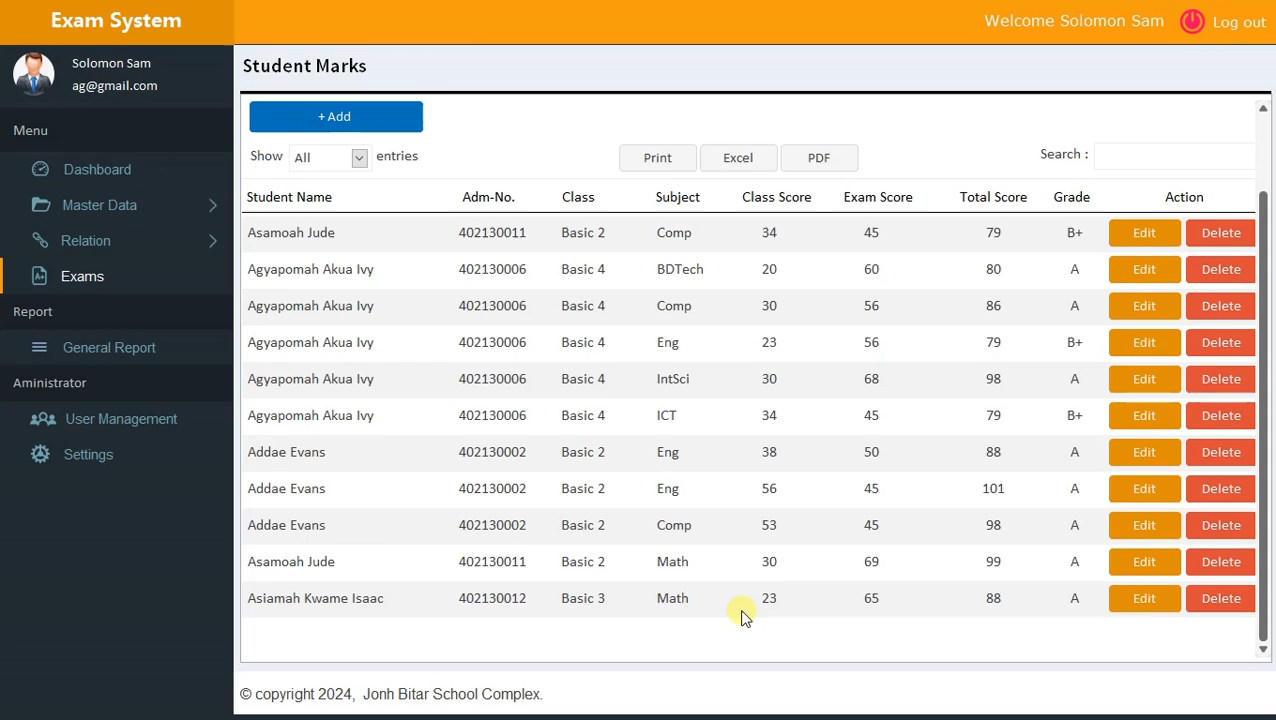 Exam System
Welcome Solomon Sam
Log out
Solomon Sam
ag@gmail.com
Menu
Dashboard
Master Data
Relation
Exams
Report
General Report
Aministrator
User Management
Settings
Student Marks
+ Add
Show All entries
Print Excel PDF
Search :
Student Name Adm-No. Class Subject Class Score Exam Score Total Score Grade Action
Asamoah Jude 402130011 Basic 2 Comp 34 45 79 B+ Edit Delete
Agyapomah Akua Ivy 402130006 Basic 4 BDTech 20 60 80 A Edit Delete
Agyapomah Akua Ivy 402130006 Basic 4 Comp 30 56 86 A Edit Delete
Agyapomah Akua Ivy 402130006 Basic 4 Eng 23 56 79 B+ Edit Delete
Agyapomah Akua Ivy 402130006 Basic 4 IntSci 30 68 98 A Edit Delete
Agyapomah Akua Ivy 402130006 Basic 4 ICT 34 45 79 B+ Edit Delete
Addae Evans 402130002 Basic 2 Eng 38 50 88 A Edit Delete
Addae Evans 402130002 Basic 2 Eng 56 45 101 A Edit Delete
Addae Evans 402130002 Basic 2 Comp 53 45 98 A Edit Delete
Asamoah Jude 402130011 Basic 2 Math 30 69 99 A Edit Delete
Asiamah Kwame Isaac 402130012 Basic 3 Math 23 65 88 A Edit Delete
© copyright 2024, Jonh Bitar School Complex.